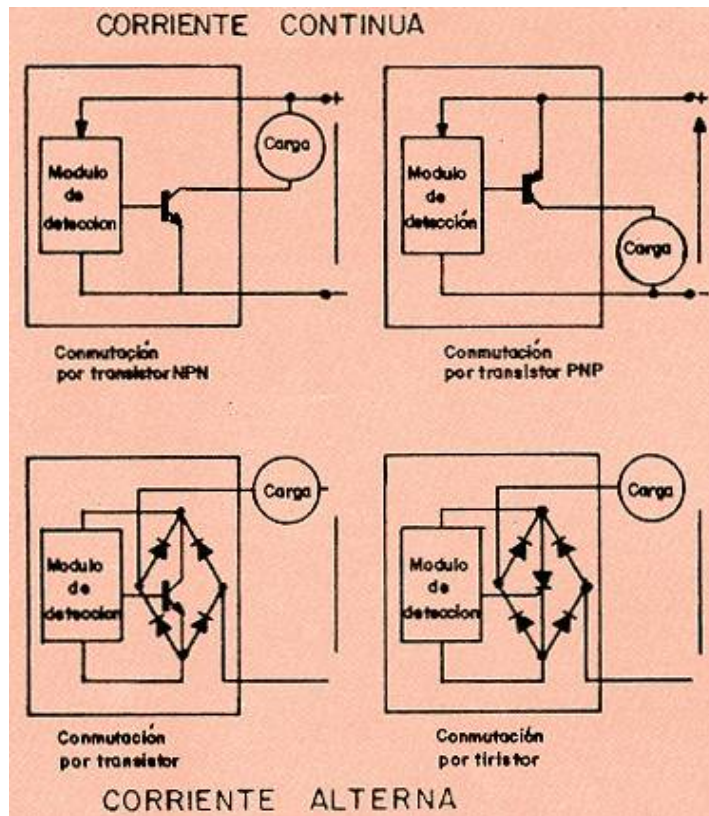 CORRIENTE CONTINUA
+
+
Carga
Modulo
de
deteccion
Modulo
de
detección
Carga
−
−
Conmutación
por transistor NPN
Conmutación
por transistor PNP
Carga
Carga
Modulo
de
deteccion
Modulo
de
deteccion
Conmutación
por transistor
Conmutación
por tiristor
CORRIENTE ALTERNA